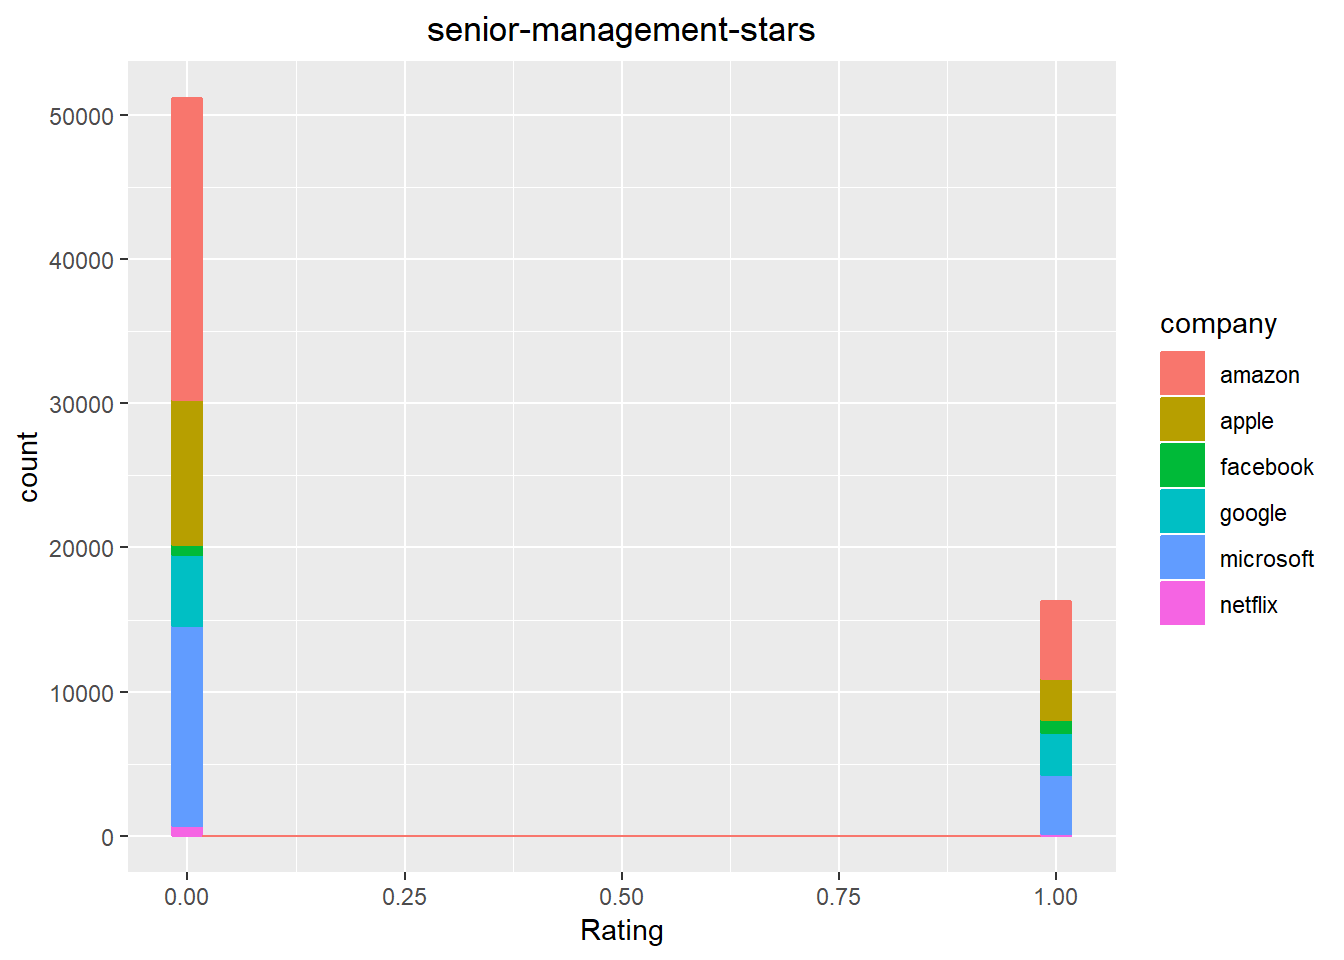 senior-management-stars
50000
40000
30000
20000
10000
0
count
0.00 0.25 0.50 0.75 1.00
Rating
company
amazon
apple
facebook
google
microsoft
netflix